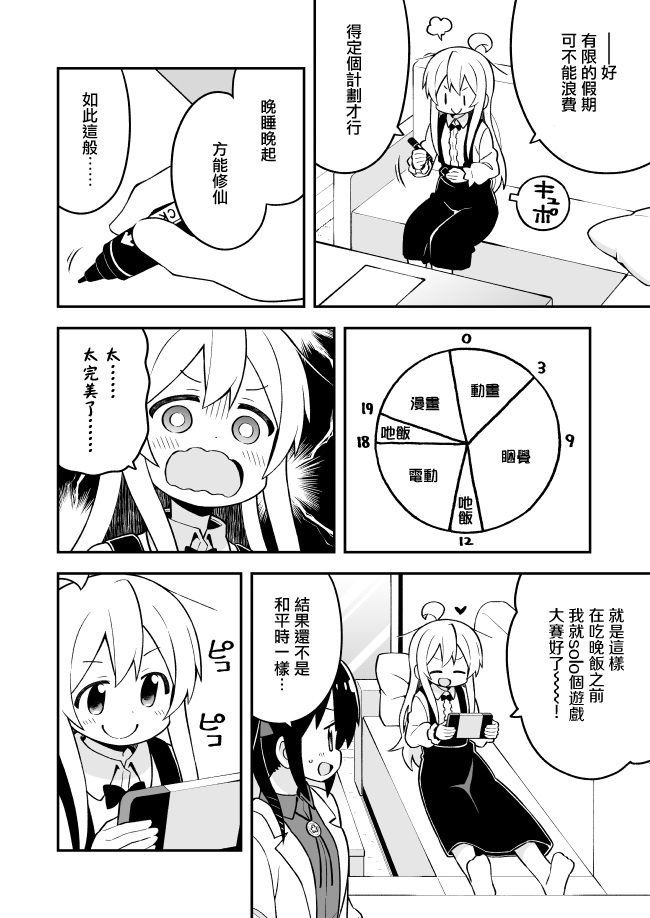 ──好
有限的假期
可不能浪費
得定個計劃才行
キュポ
晚睡晚起
方能修仙
如此這般……
CK
0
3
9
12
18
19
動畫
睏覺
吔飯
電動
吔飯
漫畫
太……
太完美了……
就是這樣
在吃晚飯之前
我就solo個遊戲
大賽好了~~~!
結果還不是
和平時一樣…
ピコ
ピコ